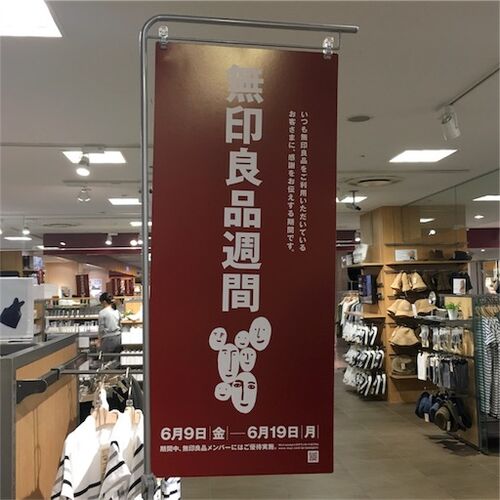 無印良品週間
いつも無印良品をご利用いただいている
お客さまに、感謝をお伝えする期間です。
6月9日|金|—6月19日|月|
期間中、無印良品メンバーにはご優待実施。